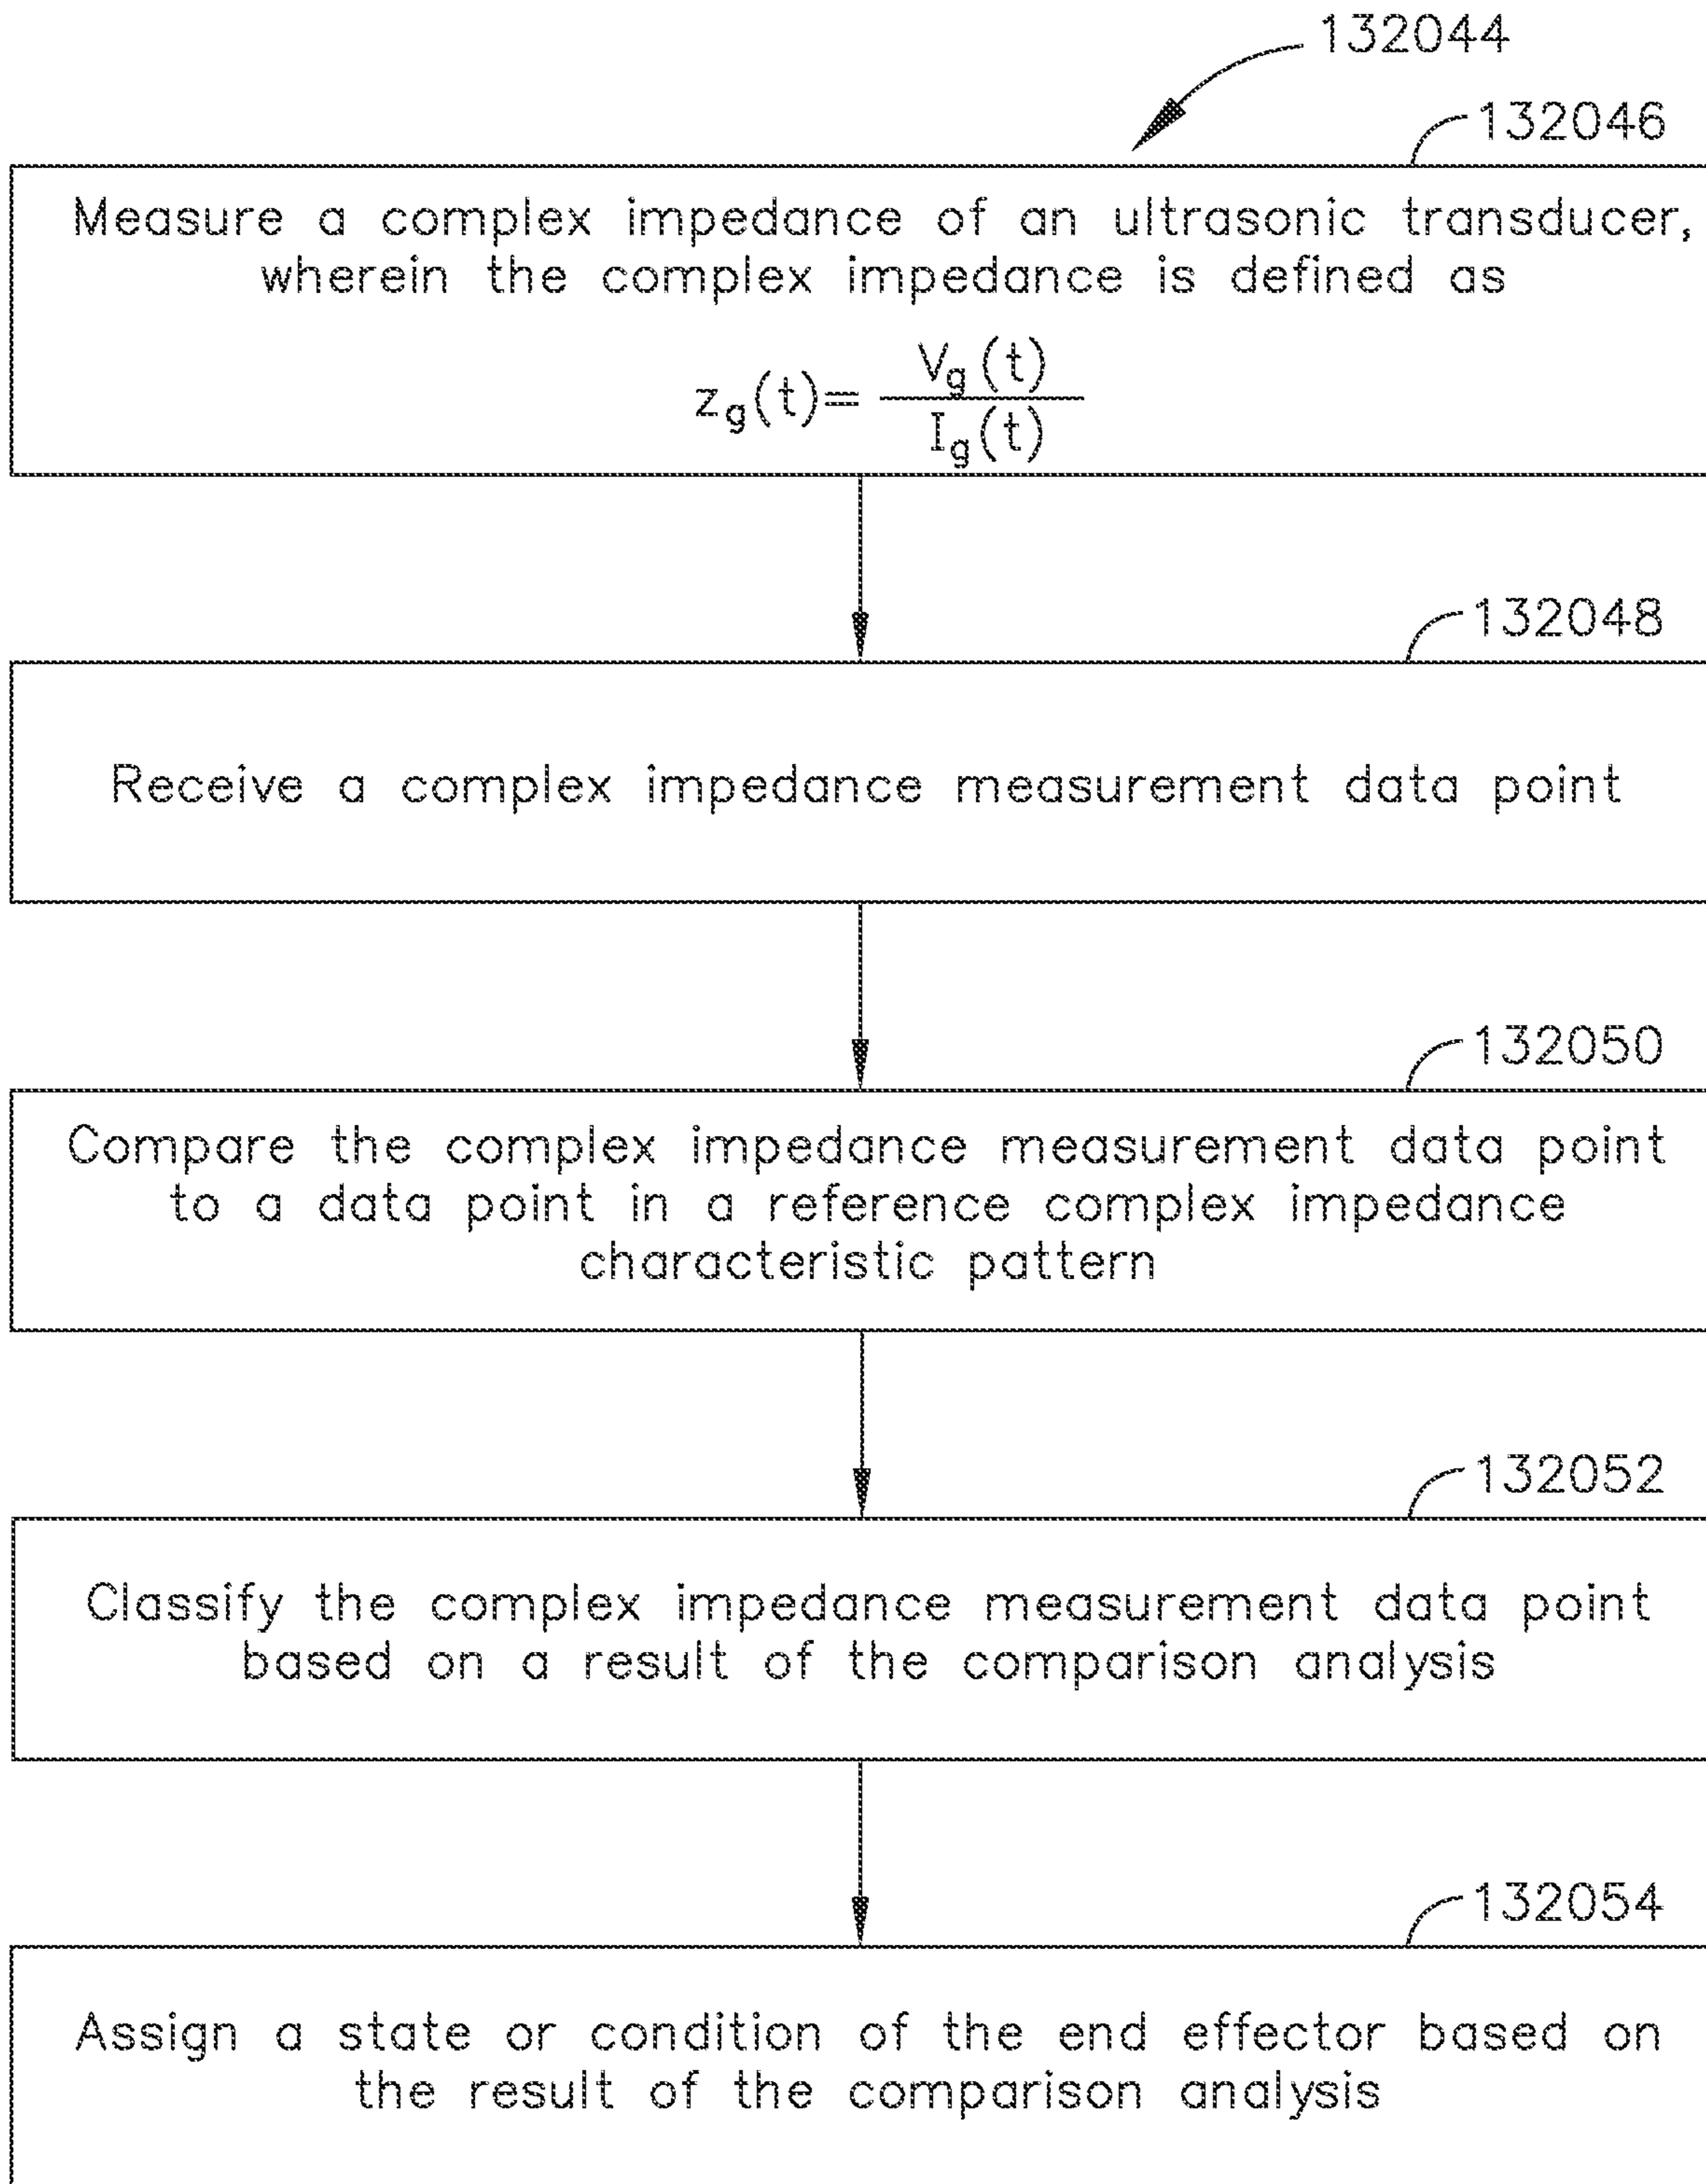 132044
132046
Measure a complex impedance of an ultrasonic transducer,
wherein the complex impedance is defined as
z_g(t)= V_g(t)
I_g(t)
132048
Receive a complex impedance measurement data point
132050
Compare the complex impedance measurement data point
to a data point in a reference complex impedance
characteristic pattern
132052
Classify the complex impedance measurement data point
based on a result of the comparison analysis
132054
Assign a state or condition of the end effector based on
the result of the comparison analysis